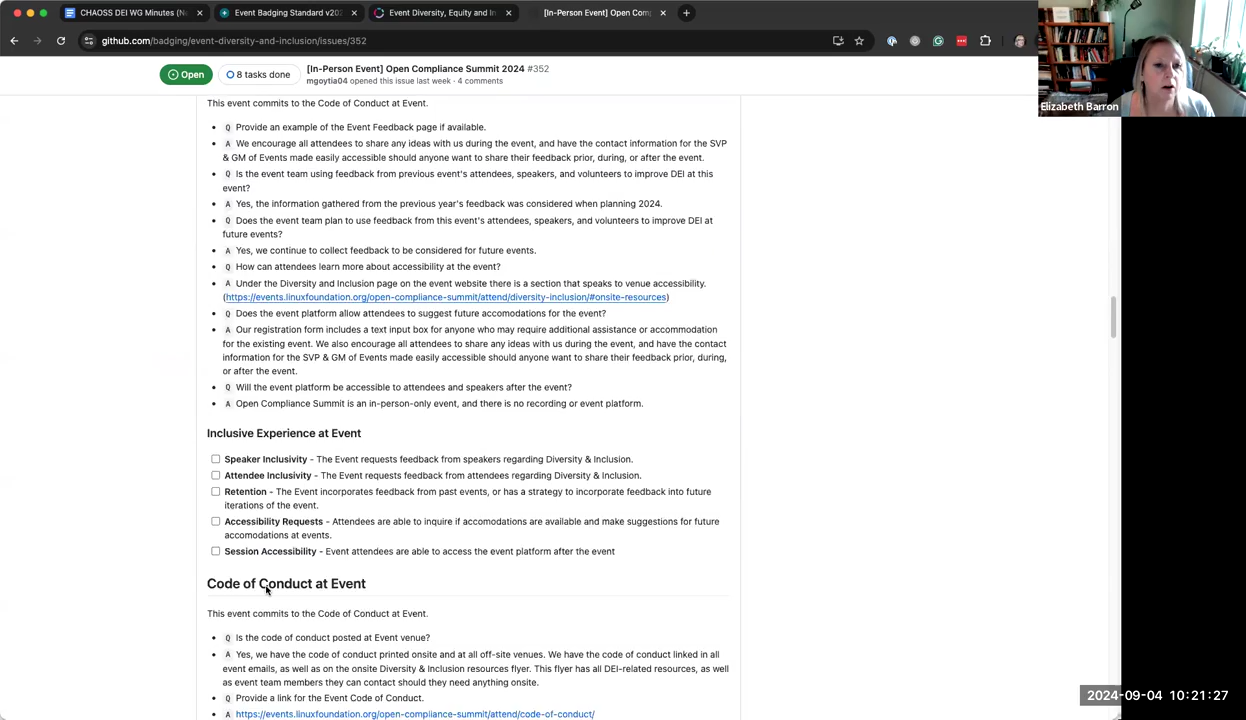 CHAOSS DEI WG Minutes (N
Event Badging Standard v202
Event Diversity, Equity and In
[In-Person Event] Open Com
github.com/badging/event-diversity-and-inclusion/issues/352
Open
8 tasks done
[In-Person Event] Open Compliance Summit 2024 #352
mgoytia04 opened this issue last week · 4 comments
Elizabeth Barron
This event commits to the Code of Conduct at Event.
Q Provide an example of the Event Feedback page if available.
A We encourage all attendees to share any ideas with us during the event, and have the contact information for the SVP
& GM of Events made easily accessible should anyone want to share their feedback prior, during, or after the event.
Q Is the event team using feedback from previous event's attendees, speakers, and volunteers to improve DEI at this
event?
A Yes, the information gathered from the previous year's feedback was considered when planning 2024.
Q Does the event team plan to use feedback from this event's attendees, speakers, and volunteers to improve DEI at
future events?
A Yes, we continue to collect feedback to be considered for future events.
Q How can attendees learn more about accessibility at the event?
A Under the Diversity and Inclusion page on the event website there is a section that speaks to venue accessibility.
(https://events.linuxfoundation.org/open-compliance-summit/attend/diversity-inclusion/#onsite-resources)
Q Does the event platform allow attendees to suggest future accomodations for the event?
A Our registration form includes a text input box for anyone who may require additional assistance or accommodation
for the existing event. We also encourage all attendees to share any ideas with us during the event, and have the contact
information for the SVP & GM of Events made easily accessible should anyone want to share their feedback prior, during,
or after the event.
Q Will the event platform be accessible to attendees and speakers after the event?
A Open Compliance Summit is an in-person-only event, and there is no recording or event platform.
Inclusive Experience at Event
Speaker Inclusivity - The Event requests feedback from speakers regarding Diversity & Inclusion.
Attendee Inclusivity - The Event requests feedback from attendees regarding Diversity & Inclusion.
Retention - The Event incorporates feedback from past events, or has a strategy to incorporate feedback into future
iterations of the event.
Accessibility Requests - Attendees are able to inquire if accomodations are available and make suggestions for future
accomodations at events.
Session Accessibility - Event attendees are able to access the event platform after the event
Code of Conduct at Event
This event commits to the Code of Conduct at Event.
Q Is the code of conduct posted at Event venue?
A Yes, we have the code of conduct printed onsite and at all off-site venues. We have the code of conduct linked in all
event emails, as well as on the onsite Diversity & Inclusion resources flyer. This flyer has all DEI-related resources, as well
as event team members they can contact should they need anything onsite.
Q Provide a link for the Event Code of Conduct.
A https://events.linuxfoundation.org/open-compliance-summit/attend/code-of-conduct/
2024-09-04 10:21:27